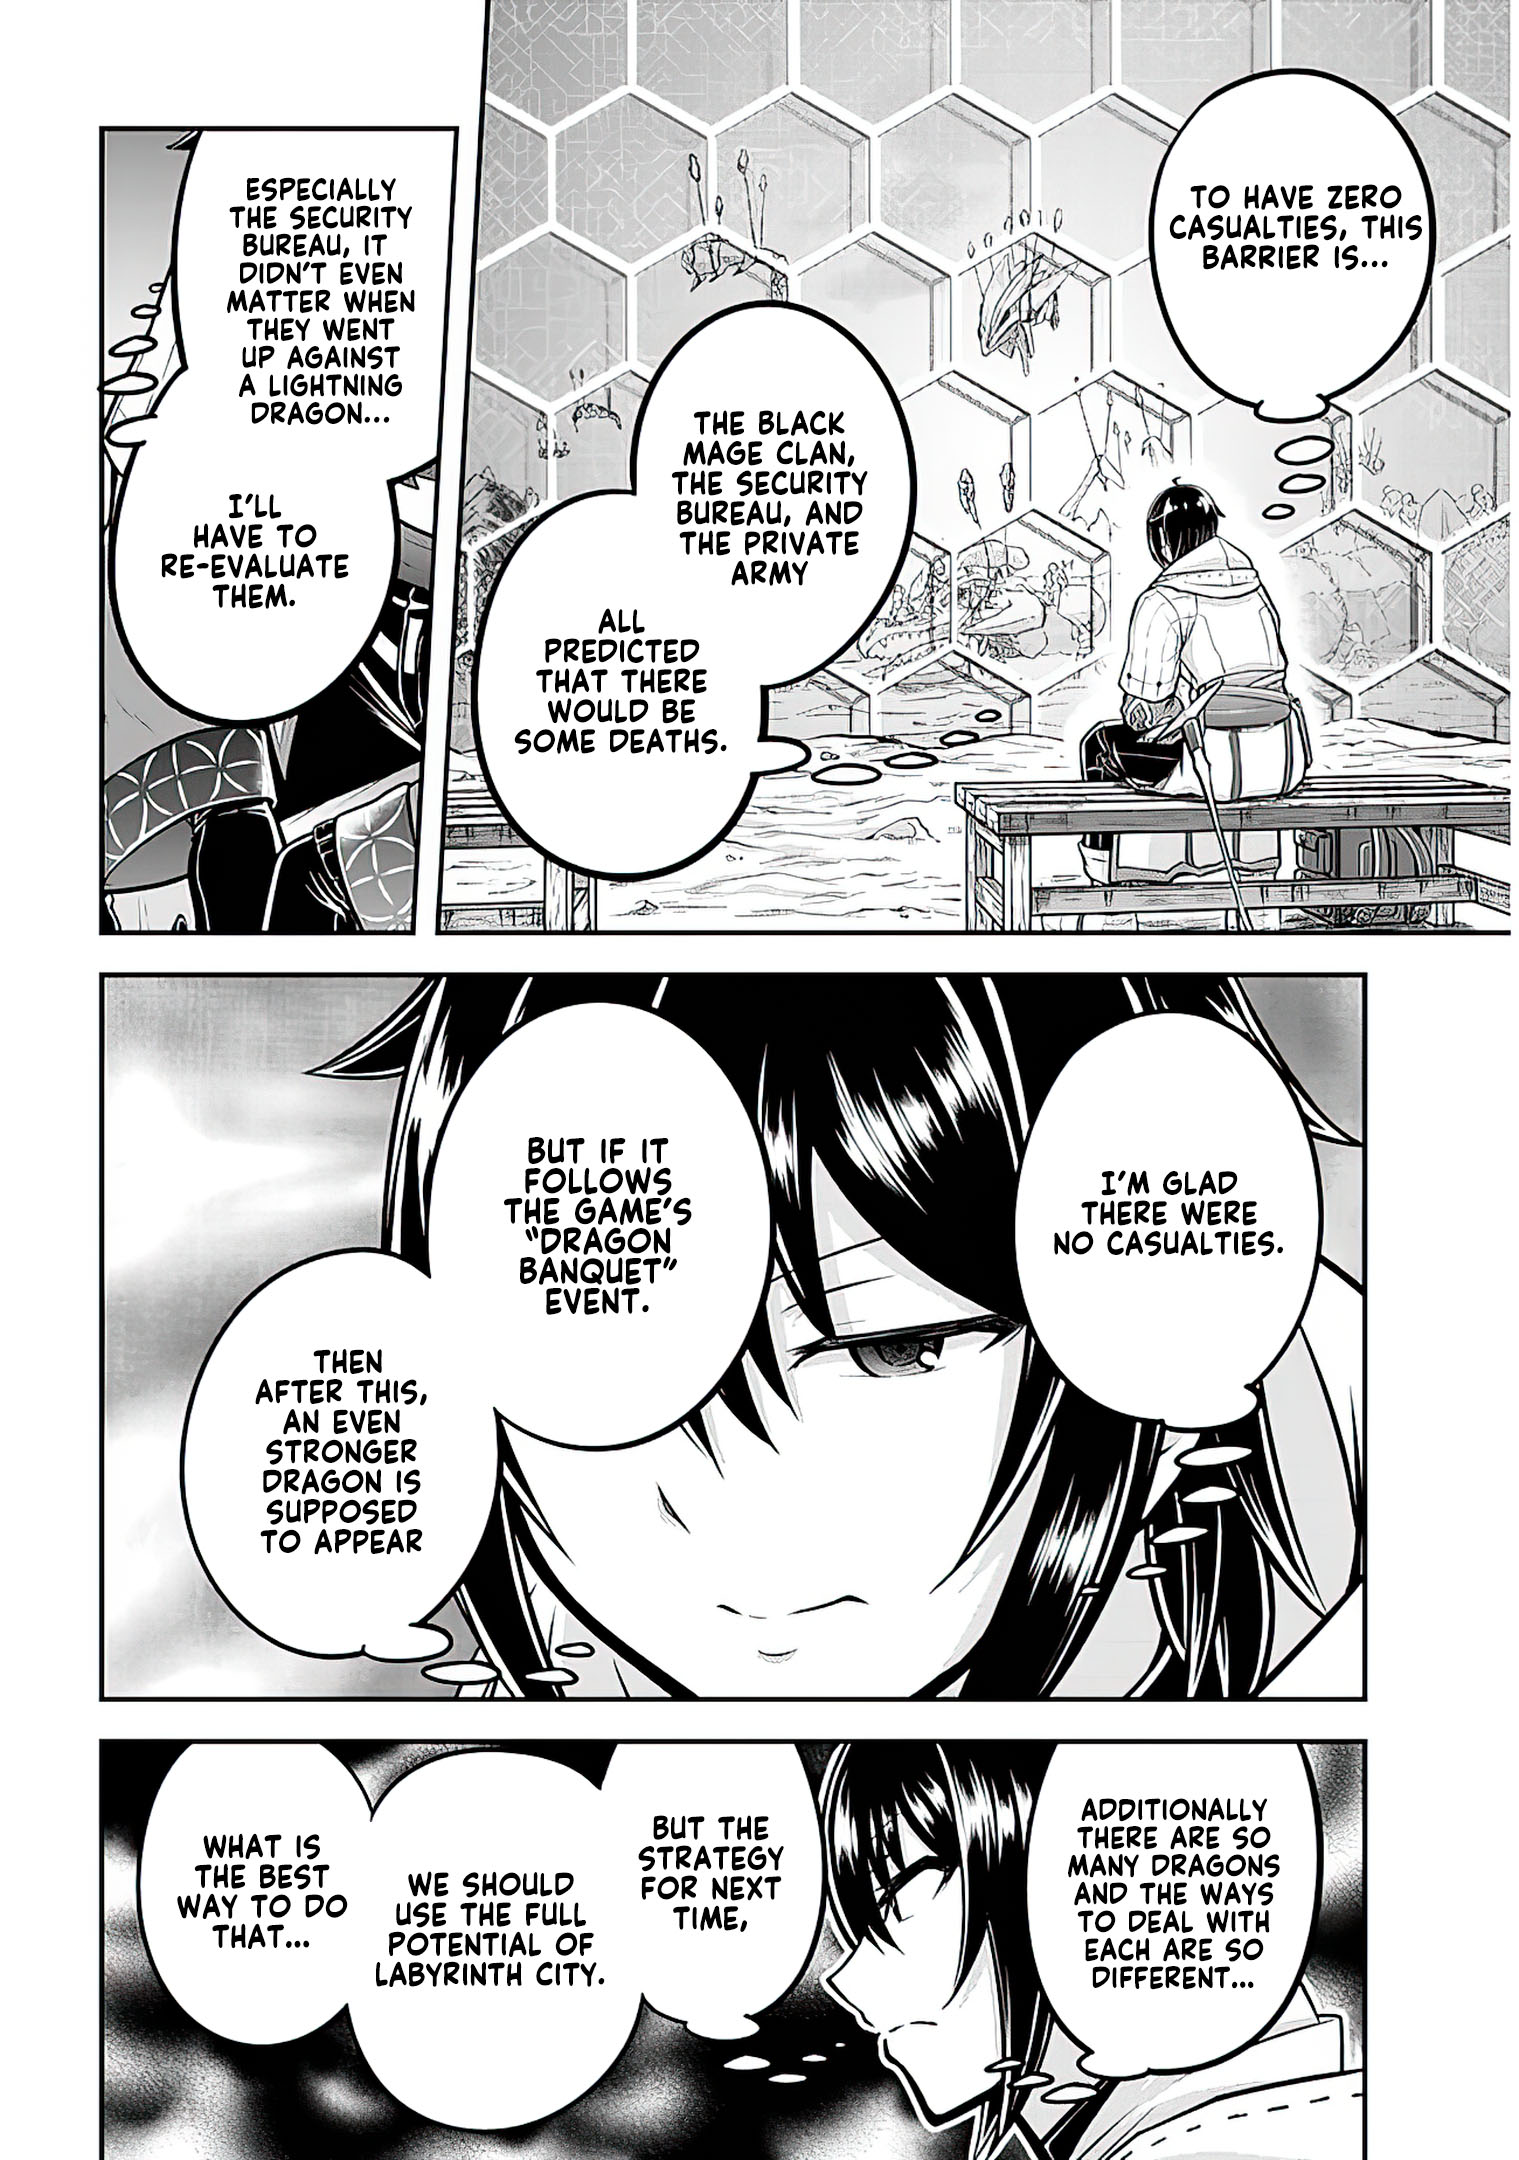 TO HAVE ZERO
CASUALTIES, THIS
BARRIER IS...
THE BLACK
MAGE CLAN,
THE SECURITY
BUREAU, AND
THE PRIVATE
ARMY
ALL
PREDICTED
THAT THERE
WOULD BE
SOME DEATHS.
ESPECIALLY
THE SECURITY
BUREAU, IT
DIDN'T EVEN
MATTER WHEN
THEY WENT
UP AGAINST
A LIGHTNING
DRAGON...
I'LL
HAVE TO
RE-EVALUATE
THEM.
I'M GLAD
THERE WERE
NO CASUALTIES.
BUT IF IT
FOLLOWS
THE GAME'S
"DRAGON
BANQUET"
EVENT.
THEN
AFTER THIS,
AN EVEN
STRONGER
DRAGON IS
SUPPOSED
TO APPEAR
ADDITIONALLY
THERE ARE SO
MANY DRAGONS
AND THE WAYS
TO DEAL WITH
EACH ARE SO
DIFFERENT...
BUT THE
STRATEGY
FOR NEXT
TIME,
WE SHOULD
USE THE FULL
POTENTIAL OF
LABYRINTH CITY.
WHAT IS
THE BEST
WAY TO DO
THAT...